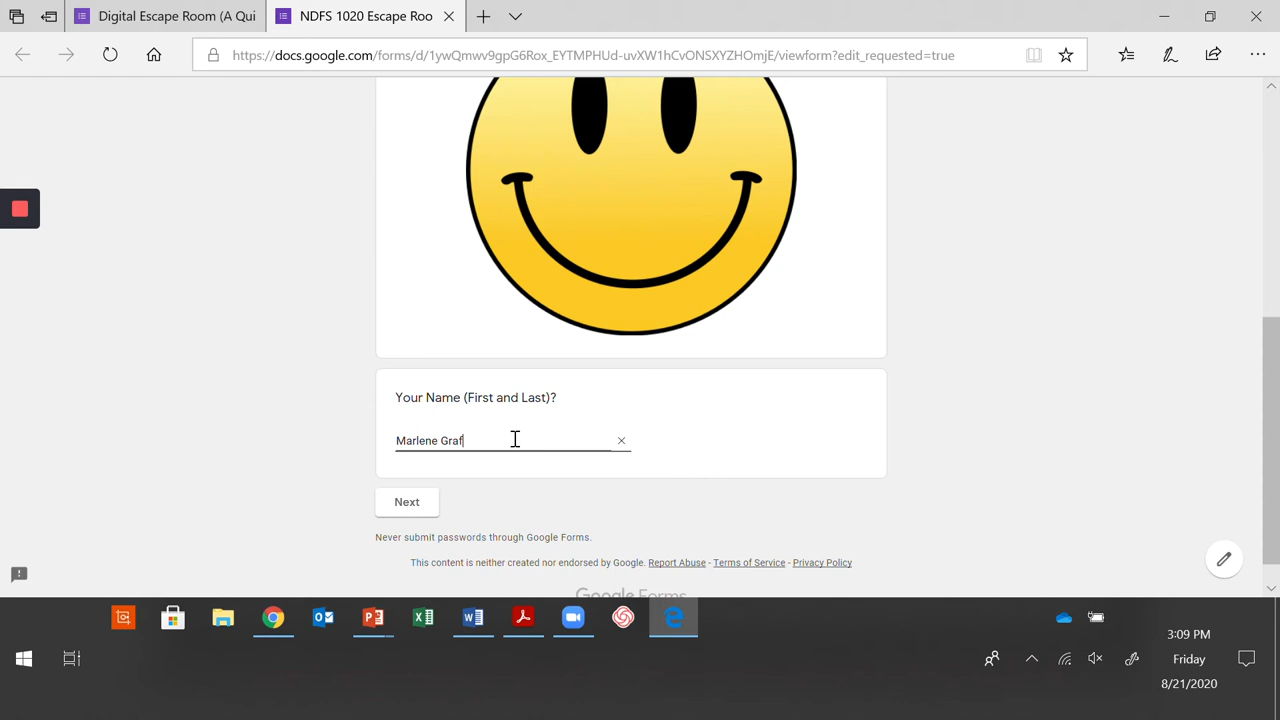 Digital Escape Room (A Qui
NDFS 1020 Escape Roo
https://docs.google.com/forms/d/1ywQmwv9gpG6Rox_EYTMPHUd-uvXW1hCvONSXYZHOmjE/viewform?edit_requested=true
Your Name (First and Last)?
Marlene Graf
Next
Never submit passwords through Google Forms.
This content is neither created nor endorsed by Google. Report Abuse - Terms of Service - Privacy Policy
Google Forms
3:09 PM
Friday
8/21/2020